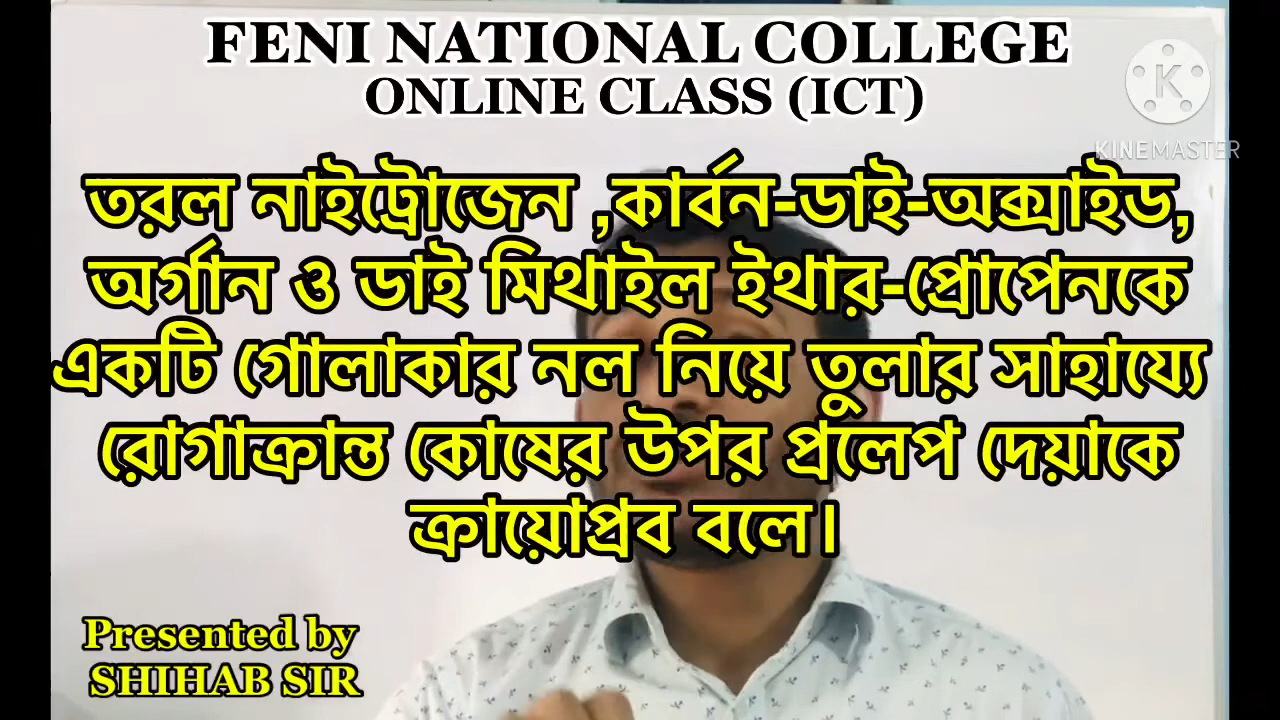 FENI NATIONAL COLLEGE
ONLINE CLASS (ICT)
KINEMASTER
তরল নাইট্রোজেন ,কার্বন-ডাই-অক্সাইড,
অর্গান ও ডাই মিথাইল ইথার-প্রোপেনকে
একটি গোলাকার নল নিয়ে তুলার সাহায্যে
রোগাক্রান্ত কোষের উপর প্রলেপ দেয়াকে
ক্রায়োপ্রব বলে।
Presented by
SHIHAB SIR